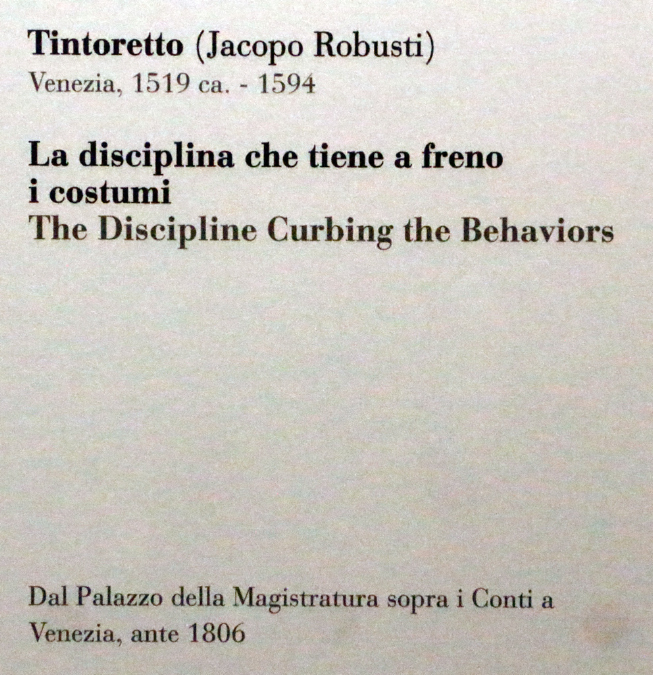 Tintoretto (Jacopo Robusti)
Venezia, 1519 ca. - 1594
La disciplina che tiene a freno
i costumi
The Discipline Curbing the Behaviors
Dal Palazzo della Magistratura sopra i Conti a
Venezia, ante 1806